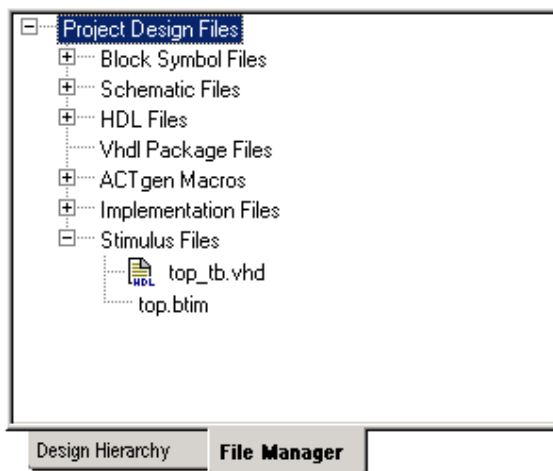 Project Design Files
Block Symbol Files
Schematic Files
HDL Files
Vhdl Package Files
ACTgen Macros
Implementation Files
Stimulus Files
HDL top_tb.vhd
top.btim
Design Hierarchy File Manager